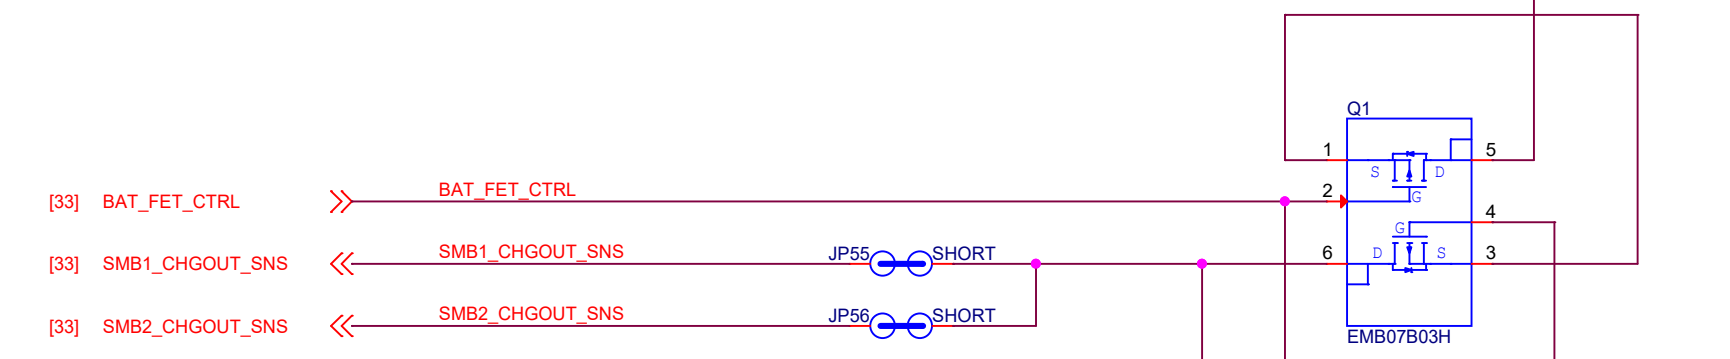 Q1
1 5
S D
[33] BAT_FET_CTRL BAT_FET_CTRL 2 G
G 4
[33] SMB1_CHGOUT_SNS SMB1_CHGOUT_SNS JP55 SHORT 6 D S 3
[33] SMB2_CHGOUT_SNS SMB2_CHGOUT_SNS JP56 SHORT
EMB07B03H